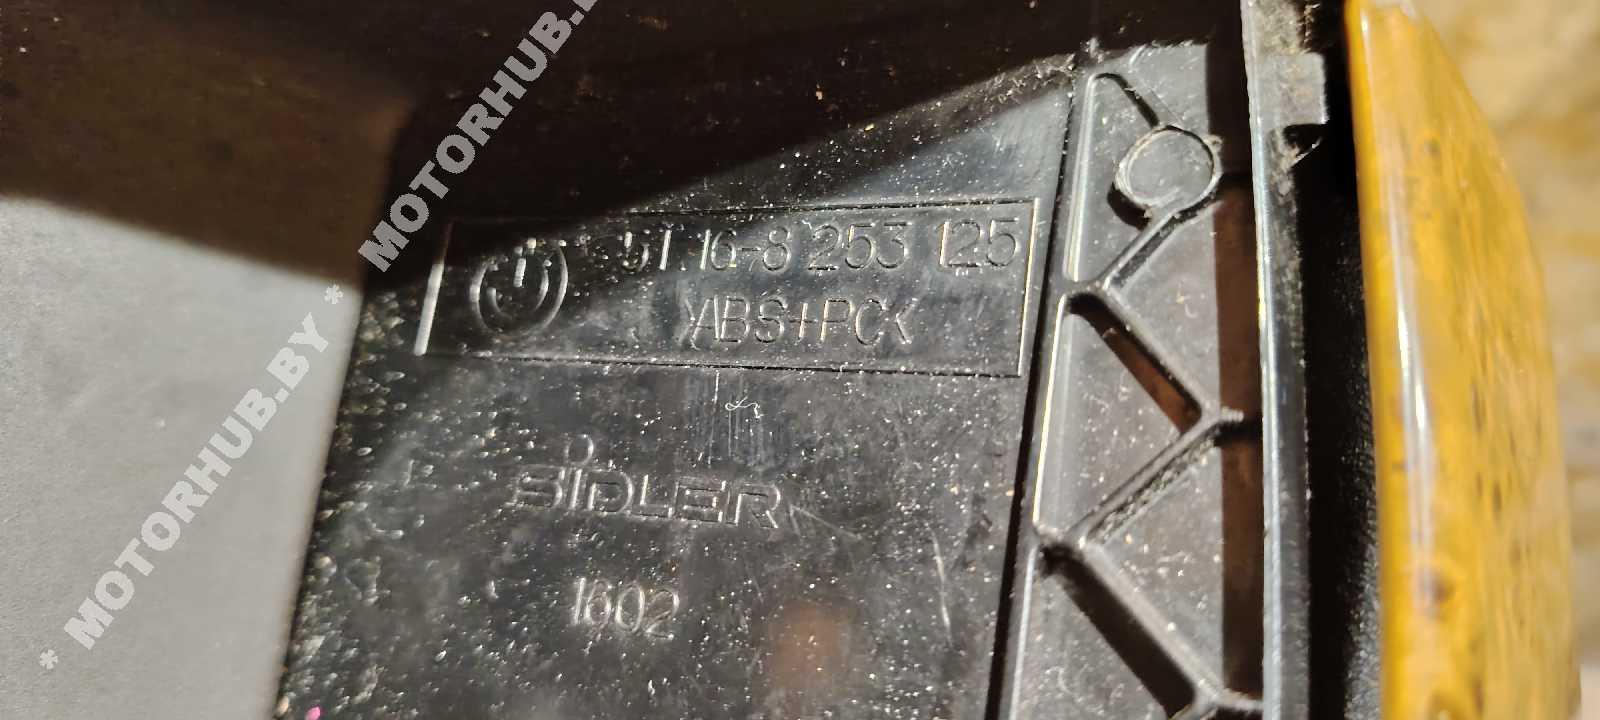 51.16-8 253 125
>ABS+PC<
SIDLER
1602
* MOTORHUB.BY * MOTORHUB.